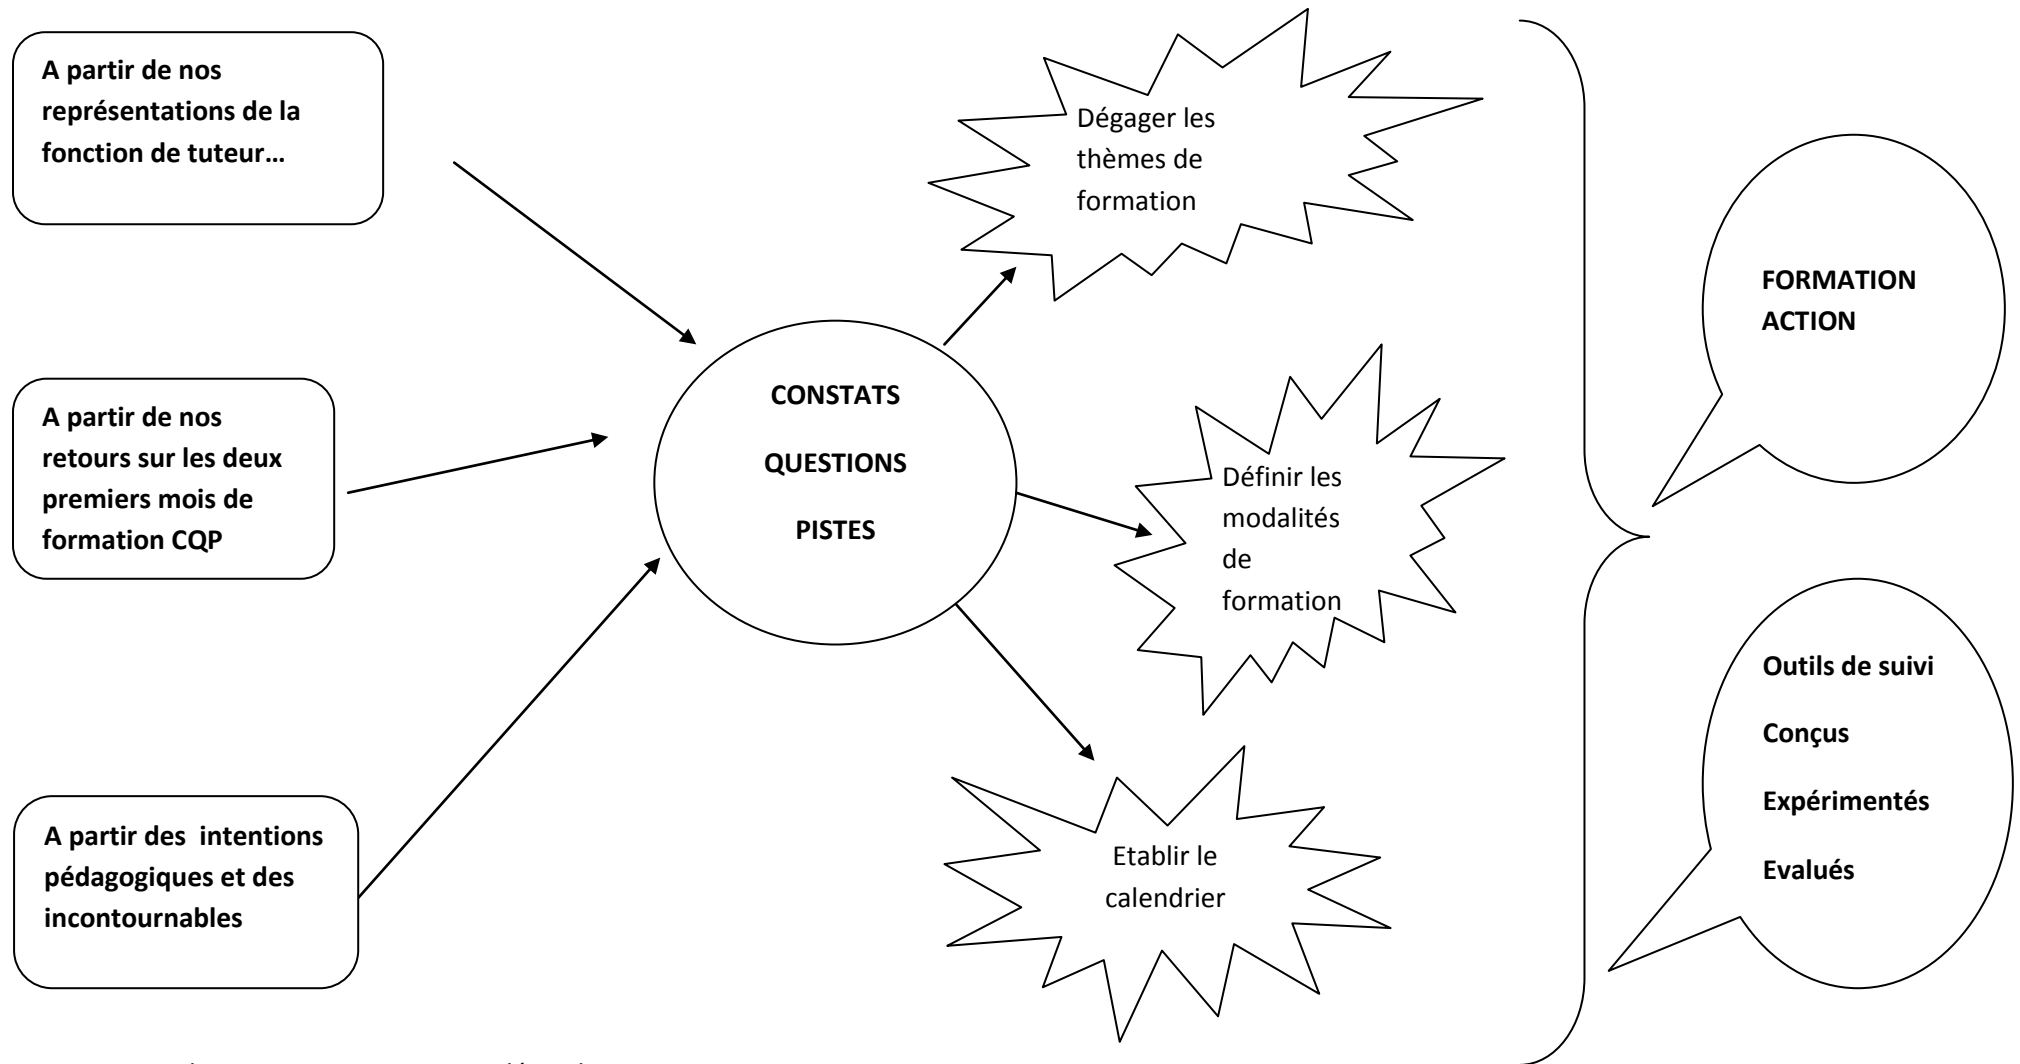 A partir de nos
représentations de la
fonction de tuteur…
A partir de nos
retours sur les deux
premiers mois de
formation CQP
A partir des  intentions
pédagogiques et des
incontournables
CONSTATS
QUESTIONS
PISTES
Dégager les
thèmes de
formation
Définir les
modalités
de
formation
Etablir le
calendrier
FORMATION
ACTION
Outils de suivi
Conçus
Expérimentés
Evalués